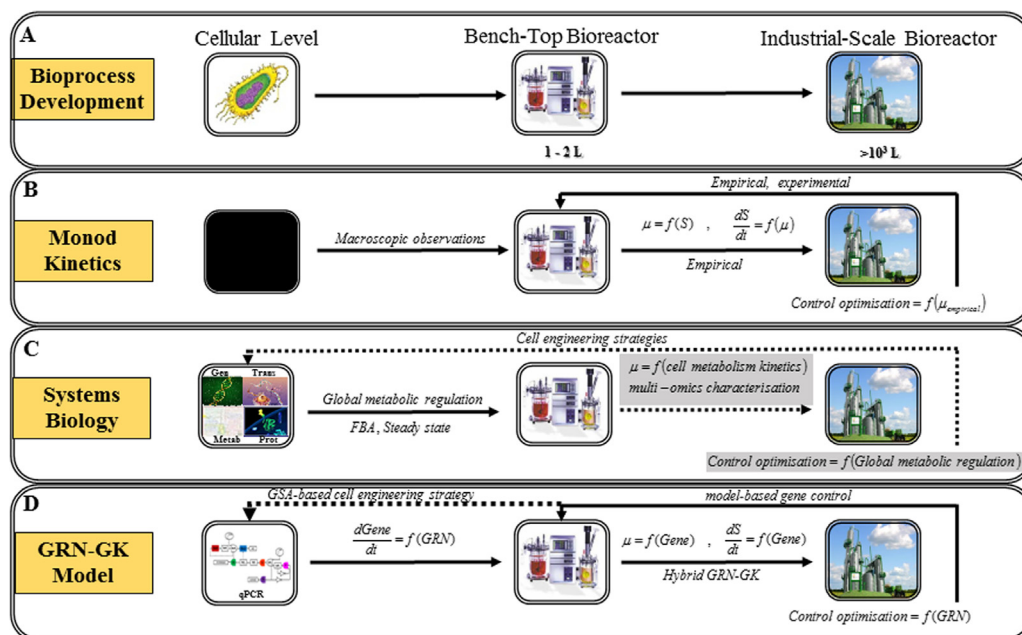 A
Bioprocess
Development
Cellular Level
Bench-Top Bioreactor
Industrial-Scale Bioreactor
1 - 2 L
>10³ L
B
Monod
Kinetics
Macroscopic observations
Empirical, experimental
μ = f(S) , dS/dt = f(μ)
Empirical
Control optimisation = f(μ_empirical)
C
Systems
Biology
Gen Trans
Metab Prot
Cell engineering strategies
Global metabolic regulation
FBA, Steady state
μ = f(cell metabolism kinetics)
multi-omics characterisation
Control optimisation = f(Global metabolic regulation)
D
GRN-GK
Model
qPCR
GSA-based cell engineering strategy
dGene/dt = f(GRN)
model-based gene control
μ = f(Gene) , dS/dt = f(Gene)
Hybrid GRN-GK
Control optimisation = f(GRN)